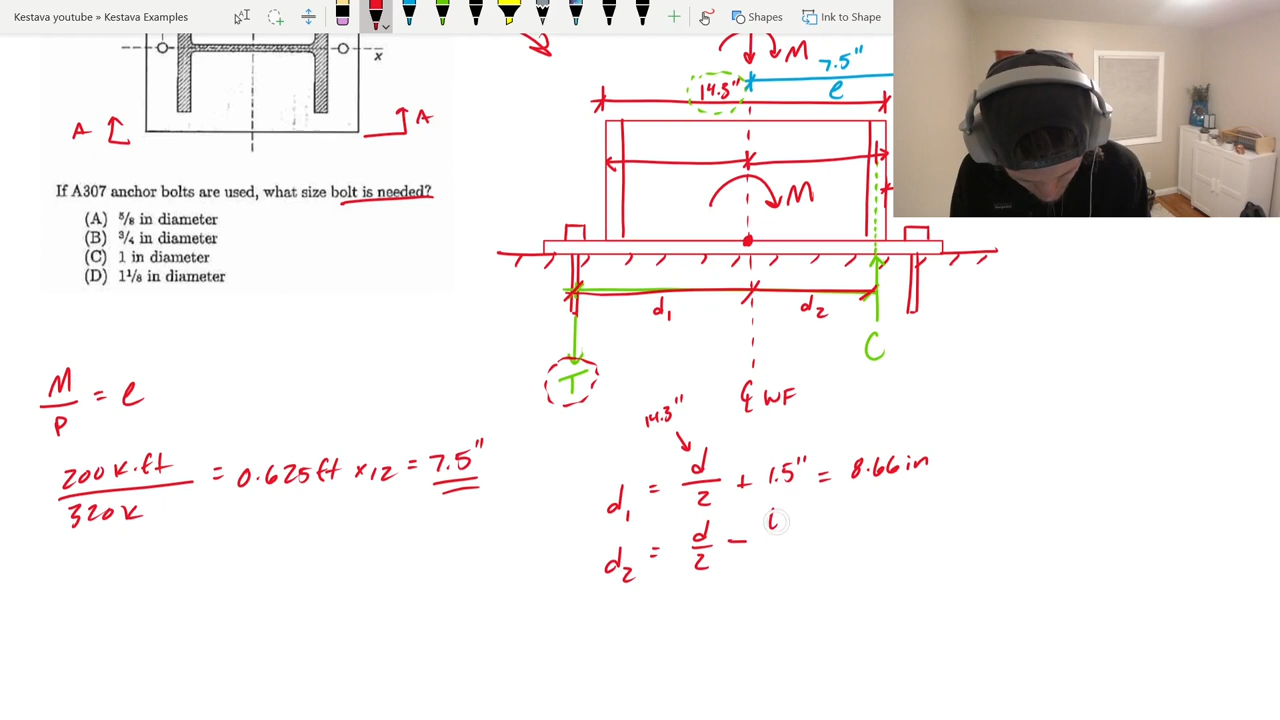 Kestava youtube » Kestava Examples
Shapes
Ink to Share
x
A
A
If A307 anchor bolts are used, what size bolt is needed?
(A) 5/8 in diameter
(B) 3/4 in diameter
(C) 1 in diameter
(D) 1 1/8 in diameter
M
7.5"
e
14.3"
M
d1
d2
T
C
℄ WF
M/P = e
200 k.ft / 320 k = 0.625 ft x 12 = 7.5"
14.3"
d1 = d/2 + 1.5" = 8.66 in
d2 = d/2 -